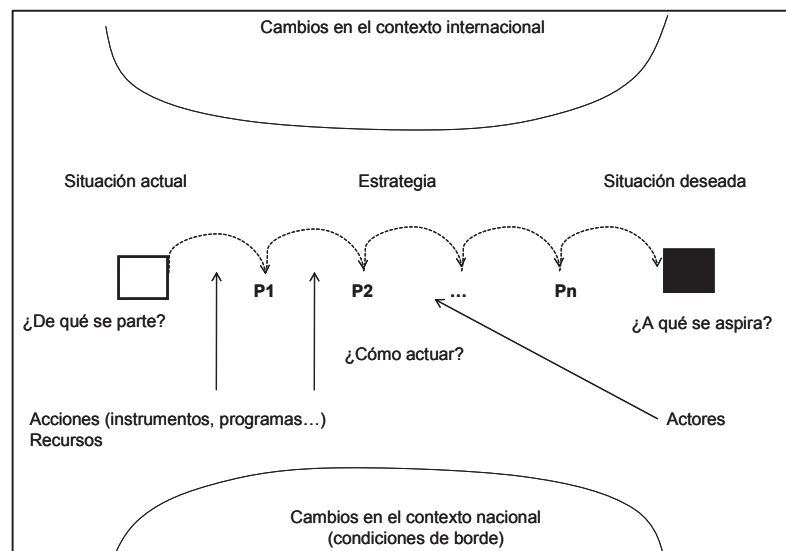 Cambios en el contexto internacional
Situación actual
Estrategia
Situación deseada
P1
P2
...
Pn
¿De qué se parte?
¿A qué se aspira?
¿Cómo actuar?
Acciones (instrumentos, programas...)
Recursos
Actores
Cambios en el contexto nacional
(condiciones de borde)